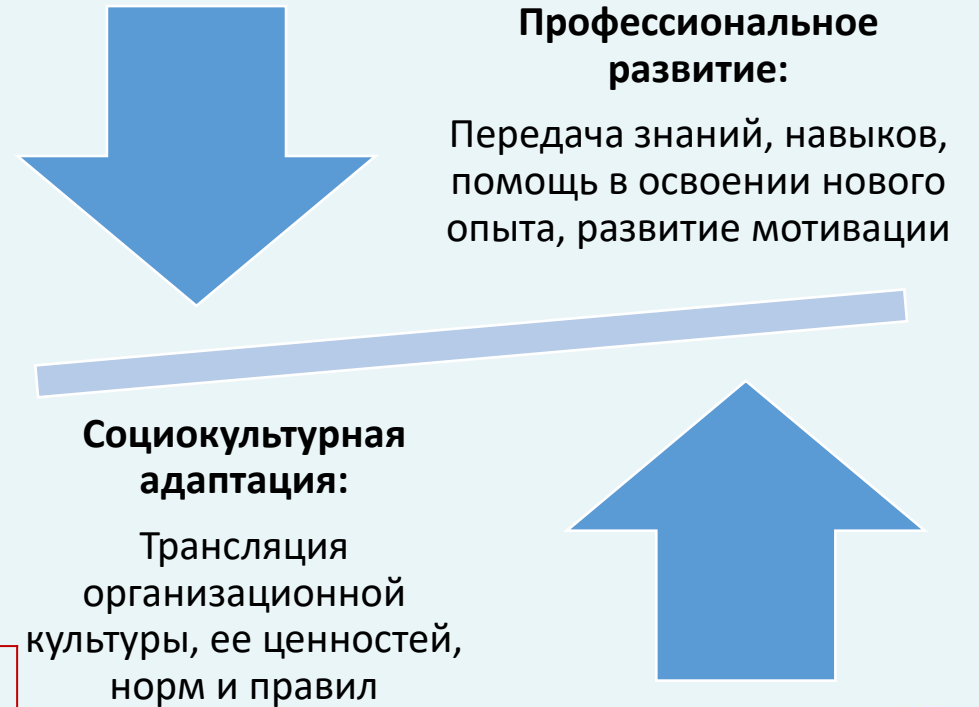 Профессиональное
развитие:
Передача знаний, навыков,
помощь в освоении нового
опыта, развитие мотивации
Социокультурная
адаптация:
Трансляция
организационной
культуры, ее ценностей,
норм и правил